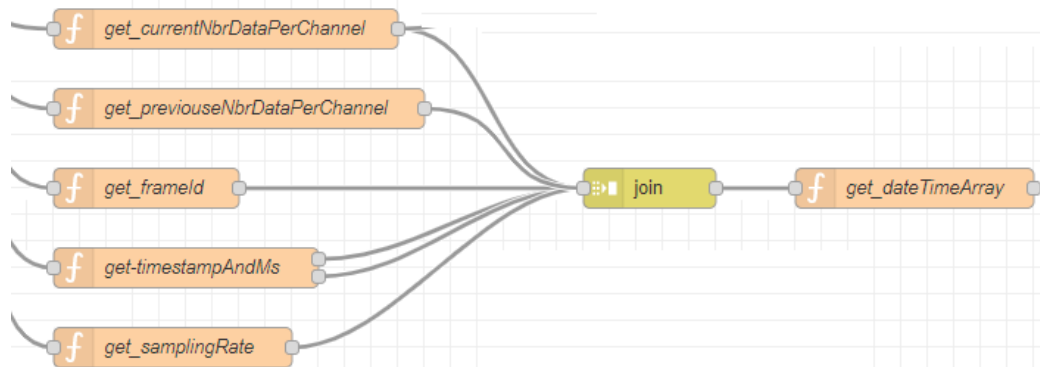 get_currentNbrDataPerChannel
get_previouseNbrDataPerChannel
get_frameId
join
get_dateTimeArray
get-timestampAndMs
get_samplingRate